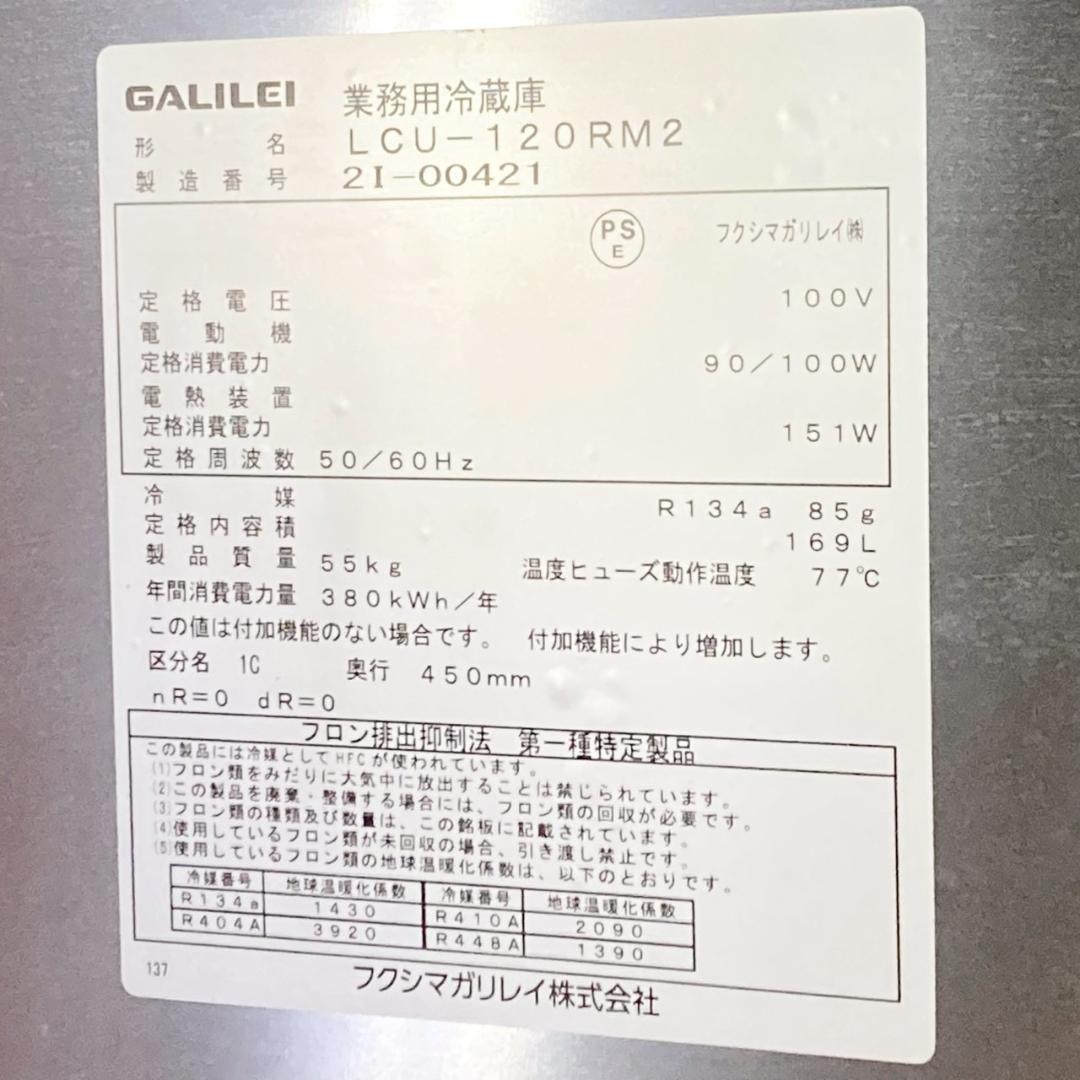 GALILEI 業務用冷蔵庫
形名 LCU-120RM2
製造番号 2I-00421
PS
E
フクシマガリレイ㈱
定格電圧 100V
電動機
定格消費電力 90/100W
電熱装置
定格消費電力 151W
定格周波数 50/60Hz
冷媒 R134a 85g
定格内容積 169L
製品質量 55kg 温度ヒューズ動作温度 77℃
年間消費電力量 380kWh/年
この値は付加機能のない場合です。 付加機能により増加します。
区分名 1C 奥行 450mm
nR=0 dR=0
フロン排出抑制法 第一種特定製品
この製品には冷媒としてHFCが使われています。
(1)フロン類をみだりに大気中に放出することは禁じられています。
(2)この製品を廃棄・整備する場合には、フロン類の回収が必要です。
(3)フロン類の種類及び数量は、この銘板に記載されています。
(4)使用しているフロン類が未回収の場合、引き渡し禁止です。
(5)使用しているフロン類の地球温暖化係数は、以下のとおりです。
冷媒番号 地球温暖化係数 冷媒番号 地球温暖化係数
R134a 1430 R410A 2090
R404A 3920 R448A 1390
137 フクシマガリレイ株式会社